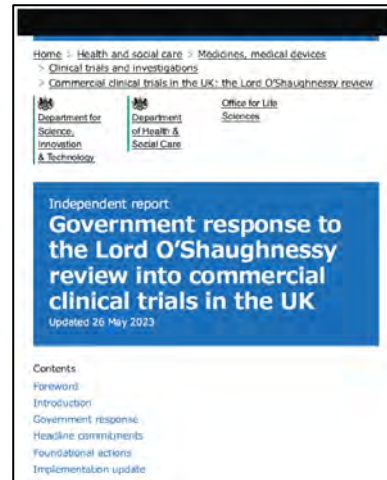 Home > Health and social care > Medicines, medical devices
> Clinical trials and investigations
> Commercial clinical trials in the UK: the Lord O'Shaughnessy review
Department for
Science,
Innovation
& Technology
Department
of Health &
Social Care
Office for Life
Sciences
Independent report
Government response to
the Lord O'Shaughnessy
review into commercial
clinical trials in the UK
Updated 26 May 2023
Contents
Foreword
Introduction
Government response
Headline commitments
Foundational actions
Implementation update